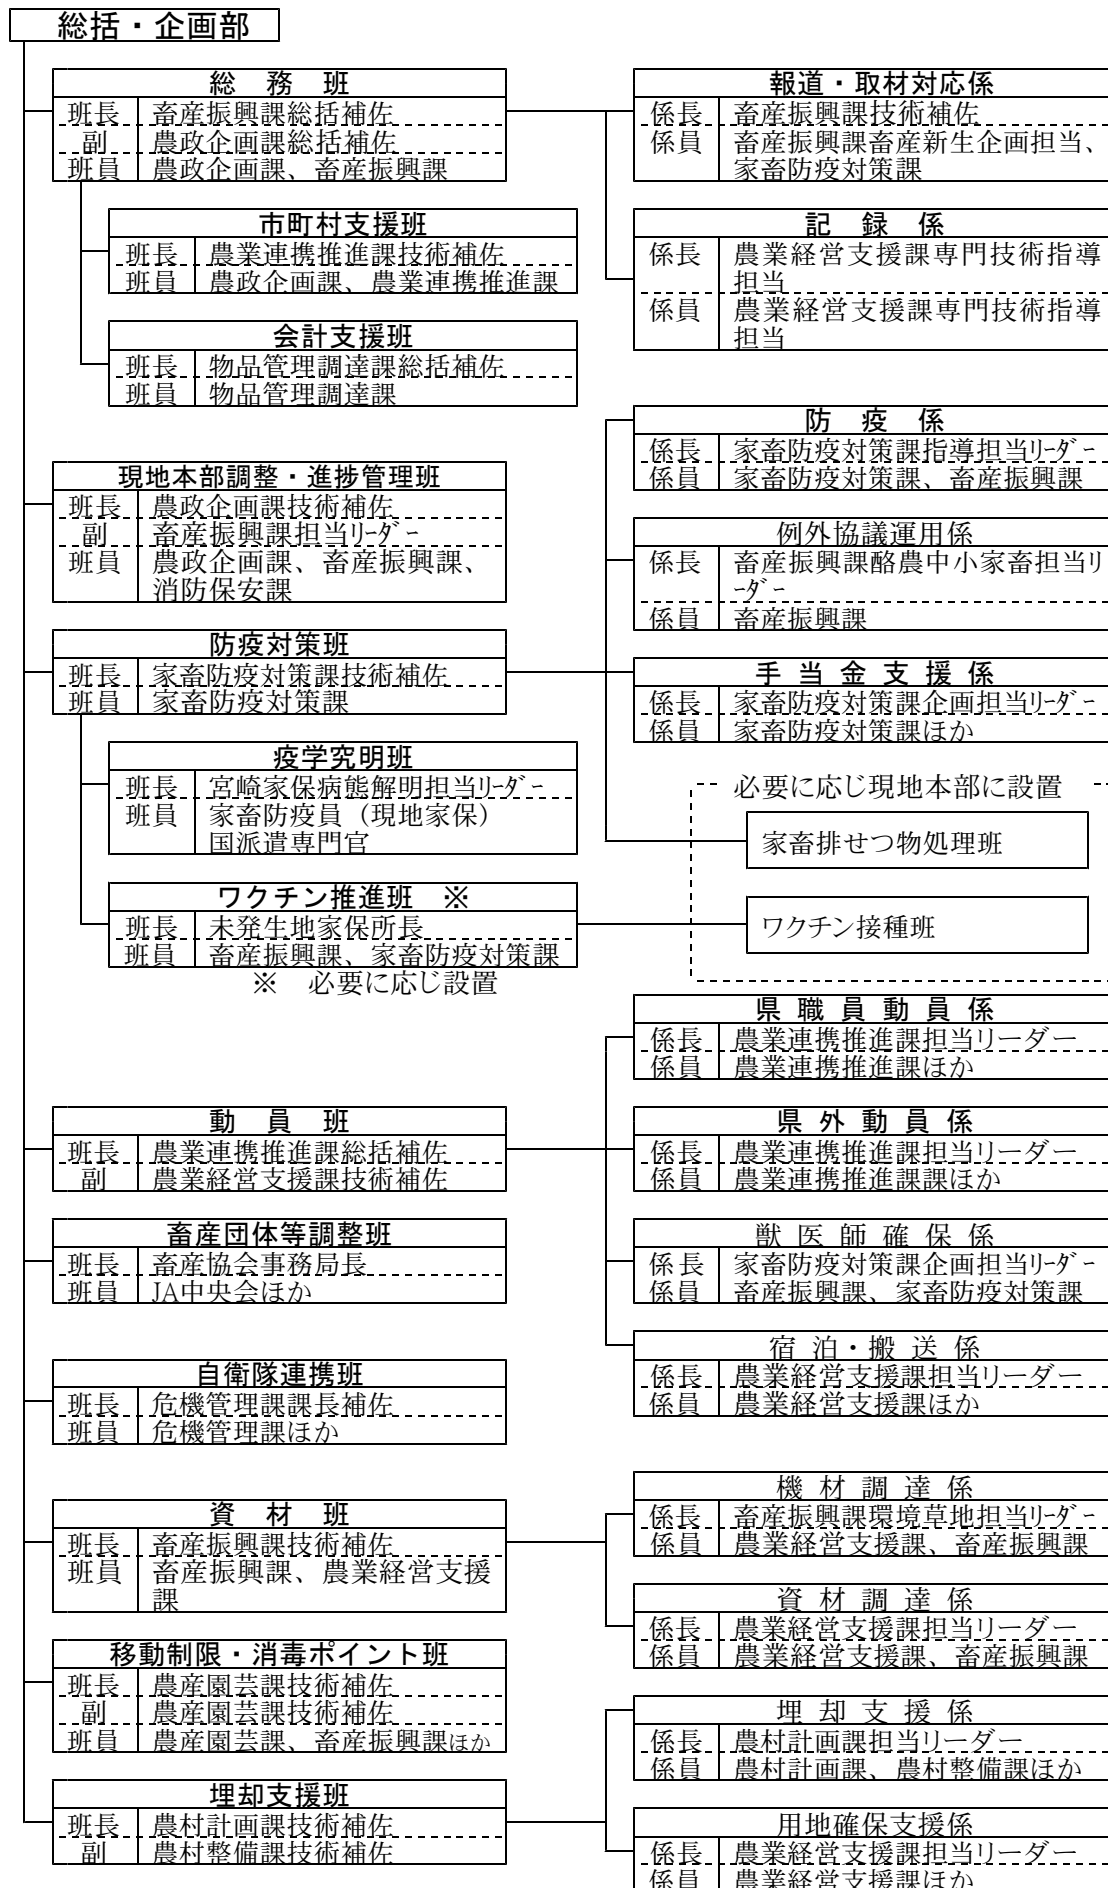 総括・企画部
総　務　班
班長 畜産振興課総括補佐
副 農政企画課総括補佐
班員 農政企画課、畜産振興課
報道・取材対応係
係長 畜産振興課技術補佐
係員 畜産振興課畜産新生企画担当、
家畜防疫対策課
市町村支援班
班長 農業連携推進課技術補佐
班員 農政企画課、農業連携推進課
記　録　係
係長 農業経営支援課専門技術指導
担当
係員 農業経営支援課専門技術指導
担当
会計支援班
班長 物品管理調達課総括補佐
班員 物品管理調達課
現地本部調整・進捗管理班
班長 農政企画課技術補佐
副 畜産振興課担当ﾘｰﾀﾞｰ
班員 農政企画課、畜産振興課、
消防保安課
防　疫　係
係長 家畜防疫対策課指導担当ﾘｰﾀﾞｰ
係員 家畜防疫対策課、畜産振興課
例外協議運用係
係長 畜産振興課酪農中小家畜担当ﾘ
ｰﾀﾞｰ
係員 畜産振興課
防疫対策班
班長 家畜防疫対策課技術補佐
班員 家畜防疫対策課
手 当 金 支 援 係
係長 家畜防疫対策課企画担当ﾘｰﾀﾞｰ
係員 家畜防疫対策課ほか
疫学究明班
班長 宮崎家保病態解明担当ﾘｰﾀﾞｰ
班員 家畜防疫員（現地家保）
国派遣専門官
必要に応じ現地本部に設置
家畜排せつ物処理班
ワクチン推進班　※
班長 未発生地家保所長
班員 畜産振興課、家畜防疫対策課
※　必要に応じ設置
ワクチン接種班
県 職 員 動 員 係
係長 農業連携推進課担当リーダー
係員 農業連携推進課ほか
動　員　班
班長 農業連携推進課総括補佐
副 農業経営支援課技術補佐
県 外 動 員 係
係長 農業連携推進課担当リーダー
係員 農業連携推進課課ほか
畜産団体等調整班
班長 畜産協会事務局長
班員 JA中央会ほか
獣 医 師 確 保 係
係長 家畜防疫対策課企画担当ﾘｰﾀﾞｰ
係員 畜産振興課、家畜防疫対策課
宿 泊・搬 送 係
係長 農業経営支援課担当リーダー
係員 農業経営支援課ほか
自衛隊連携班
班長 危機管理課課長補佐
班員 危機管理課ほか
機 材 調 達 係
係長 畜産振興課環境草地担当ﾘｰﾀﾞｰ
係員 農業経営支援課、畜産振興課
資　材　班
班長 畜産振興課技術補佐
班員 畜産振興課、農業経営支援
課
資 材 調 達 係
係長 農業経営支援課担当リーダー
係員 農業経営支援課、畜産振興課
移動制限・消毒ポイント班
班長 農産園芸課技術補佐
副 農産園芸課技術補佐
班員 農産園芸課、畜産振興課ほか
埋 却 支 援 係
係長 農村計画課担当リーダー
係員 農村計画課、農村整備課ほか
埋却支援班
班長 農村計画課技術補佐
副 農村整備課技術補佐
用地確保支援係
係長 農業経営支援課担当リーダー
係員 農業経営支援課ほか